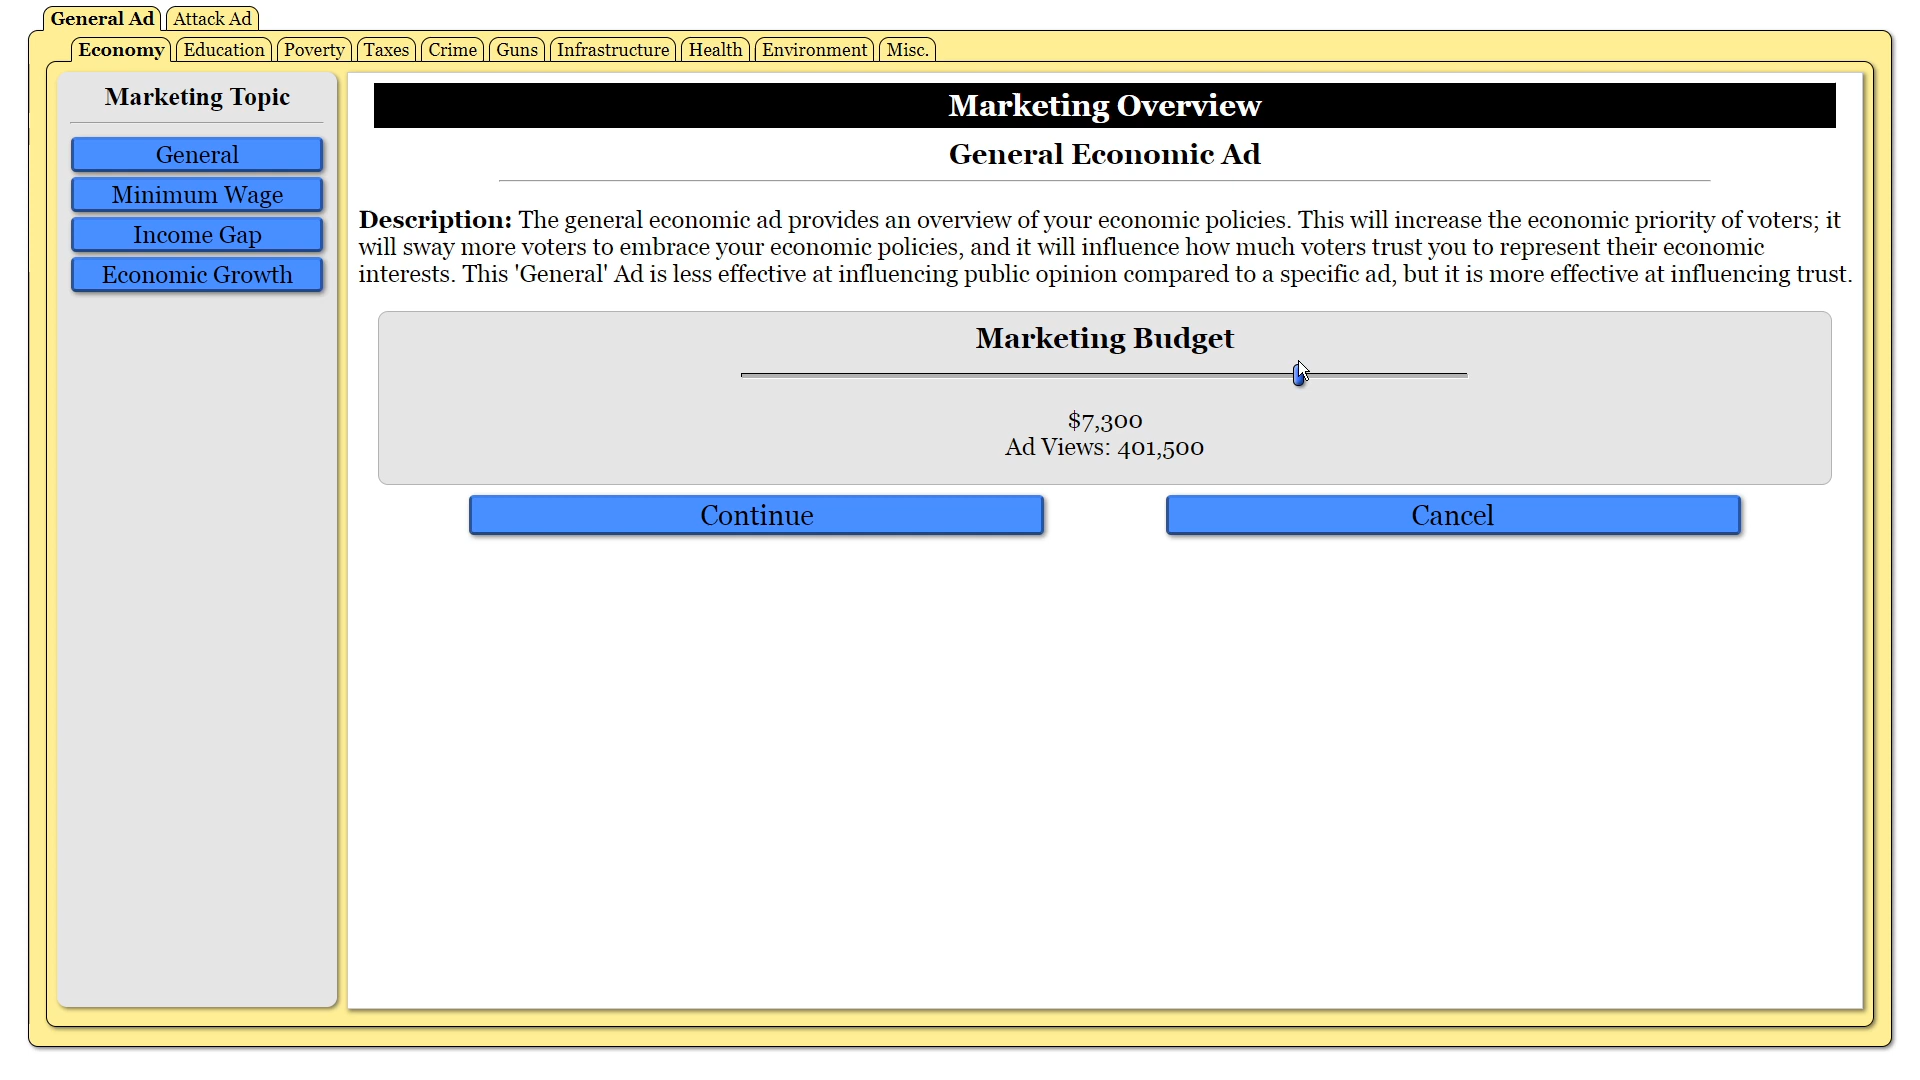 General Ad Attack Ad
Economy Education Poverty Taxes Crime Guns Infrastructure Health Environment Misc.
Marketing Topic
General
Minimum Wage
Income Gap
Economic Growth
Marketing Overview
General Economic Ad
Description: The general economic ad provides an overview of your economic policies. This will increase the economic priority of voters; it
will sway more voters to embrace your economic policies, and it will influence how much voters trust you to represent their economic
interests. This 'General' Ad is less effective at influencing public opinion compared to a specific ad, but it is more effective at influencing trust.
Marketing Budget
$7,300
Ad Views: 401,500
Continue Cancel